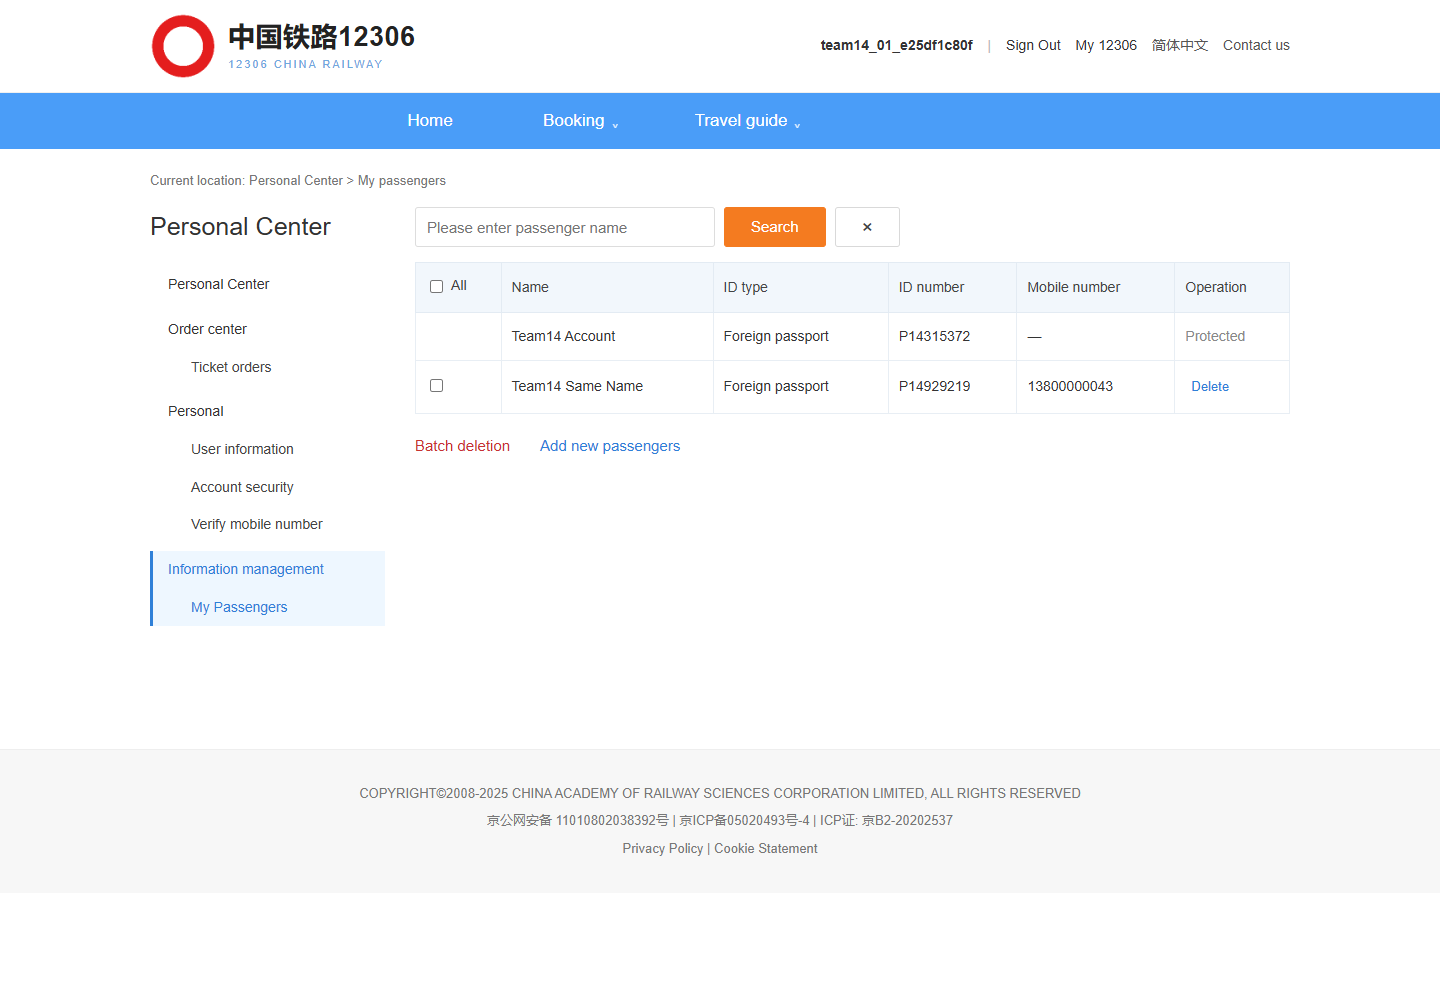 中国铁路12306
12306 CHINA RAILWAY
team14_01_e25df1c80f | Sign Out My 12306 简体中文 Contact us
Home Booking Travel guide
Current location: Personal Center > My passengers
Personal Center
Personal Center
Order center
Ticket orders
Personal
User information
Account security
Verify mobile number
Information management
My Passengers
Please enter passenger name Search ×
All Name ID type ID number Mobile number Operation
Team14 Account Foreign passport P14315372 — Protected
Team14 Same Name Foreign passport P14929219 13800000043 Delete
Batch deletion Add new passengers
COPYRIGHT©2008-2025 CHINA ACADEMY OF RAILWAY SCIENCES CORPORATION LIMITED, ALL RIGHTS RESERVED
京公网安备 11010802038392号 | 京ICP备05020493号-4 | ICP证: 京B2-20202537
Privacy Policy | Cookie Statement